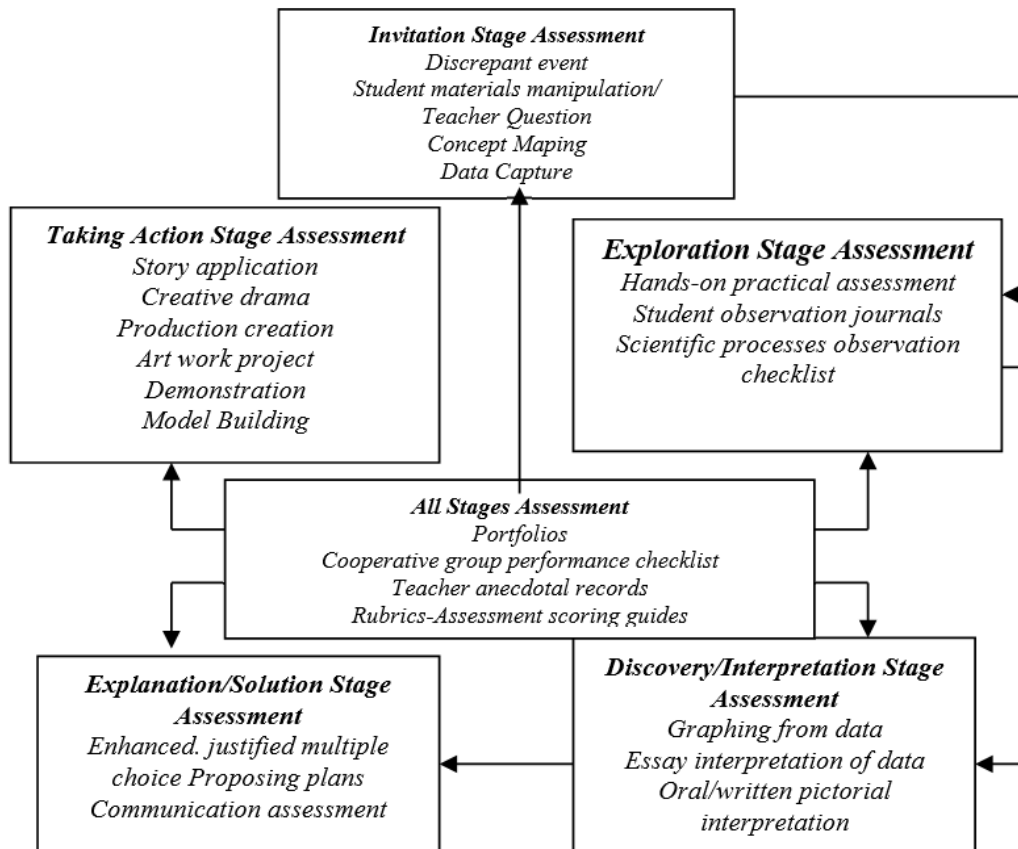 Invitation Stage Assessment
Discrepant event
Student materials manipulation/
Teacher Question
Concept Maping
Data Capture
Taking Action Stage Assessment
Story application
Creative drama
Production creation
Art work project
Demonstration
Model Building
Exploration Stage Assessment
Hands-on practical assessment
Student observation journals
Scientific processes observation
checklist
All Stages Assessment
Portfolios
Cooperative group performance checklist
Teacher anecdotal records
Rubrics-Assessment scoring guides
Explanation/Solution Stage
Assessment
Enhanced. justified multiple
choice Proposing plans
Communication assessment
Discovery/Interpretation Stage
Assessment
Graphing from data
Essay interpretation of data
Oral/written pictorial
interpretation